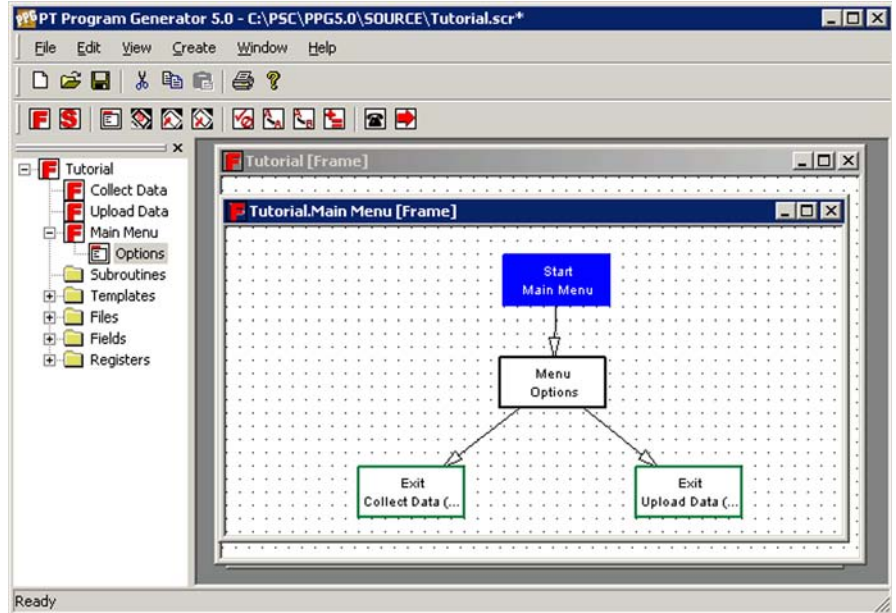 PPG PT Program Generator 5.0 - C:\PSC\PPG5.0\SOURCE\Tutorial.scr*
File Edit View Create Window Help
F S
Tutorial
Collect Data
Upload Data
Main Menu
Options
Subroutines
Templates
Files
Fields
Registers
Tutorial [Frame]
Tutorial.Main Menu [Frame]
Start
Main Menu
Menu
Options
Exit
Collect Data (...
Exit
Upload Data (...
Ready